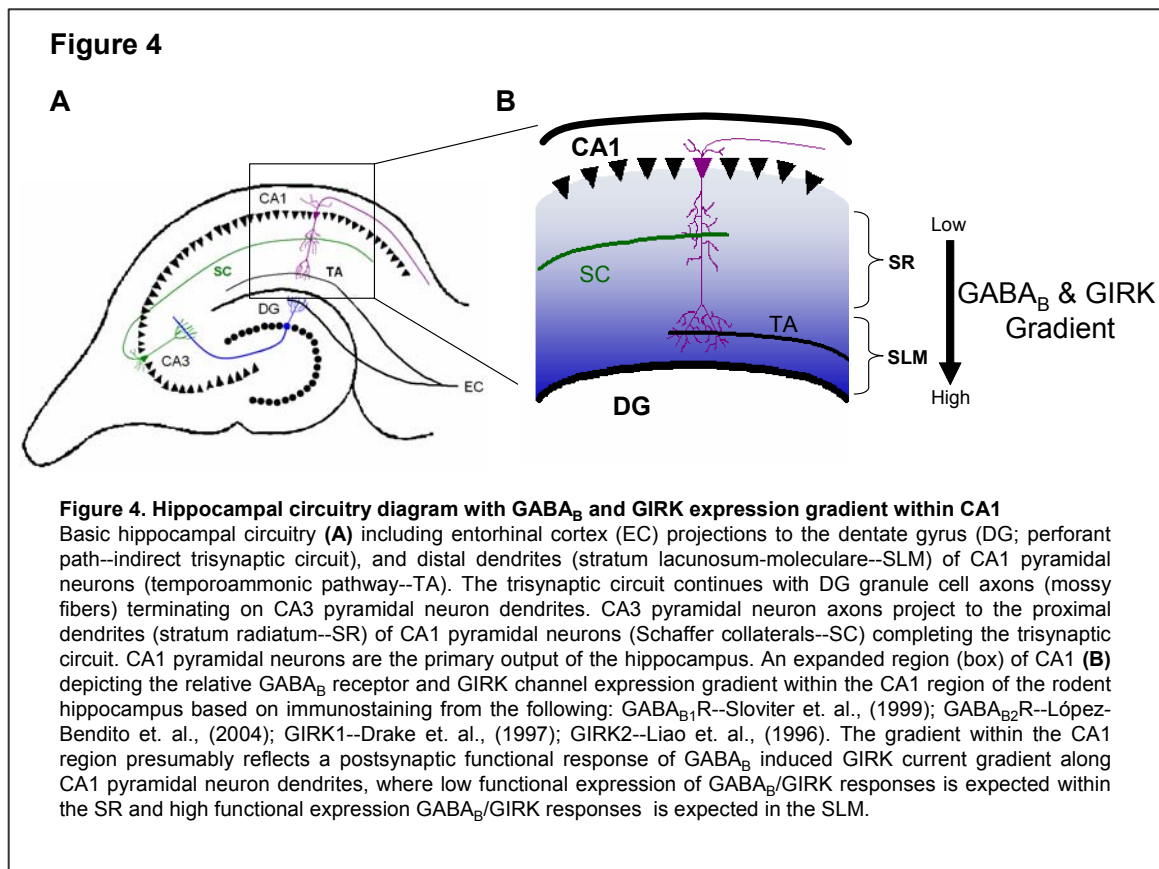 Figure 4
A
B
CA1
SC
TA
DG
CA3
EC
CA1
SC
TA
DG
SR
SLM
Low
GABAB & GIRK
Gradient
High
Figure 4. Hippocampal circuitry diagram with GABAB and GIRK expression gradient within CA1
Basic hippocampal circuitry (A) including entorhinal cortex (EC) projections to the dentate gyrus (DG; perforant
path--indirect trisynaptic circuit), and distal dendrites (stratum lacunosum-moleculare--SLM) of CA1 pyramidal
neurons (temporoammonic pathway--TA). The trisynaptic circuit continues with DG granule cell axons (mossy
fibers) terminating on CA3 pyramidal neuron dendrites. CA3 pyramidal neuron axons project to the proximal
dendrites (stratum radiatum--SR) of CA1 pyramidal neurons (Schaffer collaterals--SC) completing the trisynaptic
circuit. CA1 pyramidal neurons are the primary output of the hippocampus. An expanded region (box) of CA1 (B)
depicting the relative GABAB receptor and GIRK channel expression gradient within the CA1 region of the rodent
hippocampus based on immunostaining from the following: GABAB1R--Sloviter et. al., (1999); GABAB2R--López-
Bendito et. al., (2004); GIRK1--Drake et. al., (1997); GIRK2--Liao et. al., (1996). The gradient within the CA1
region presumably reflects a postsynaptic functional response of GABAB induced GIRK current gradient along
CA1 pyramidal neuron dendrites, where low functional expression of GABAB/GIRK responses is expected within
the SR and high functional expression GABAB/GIRK responses is expected in the SLM.